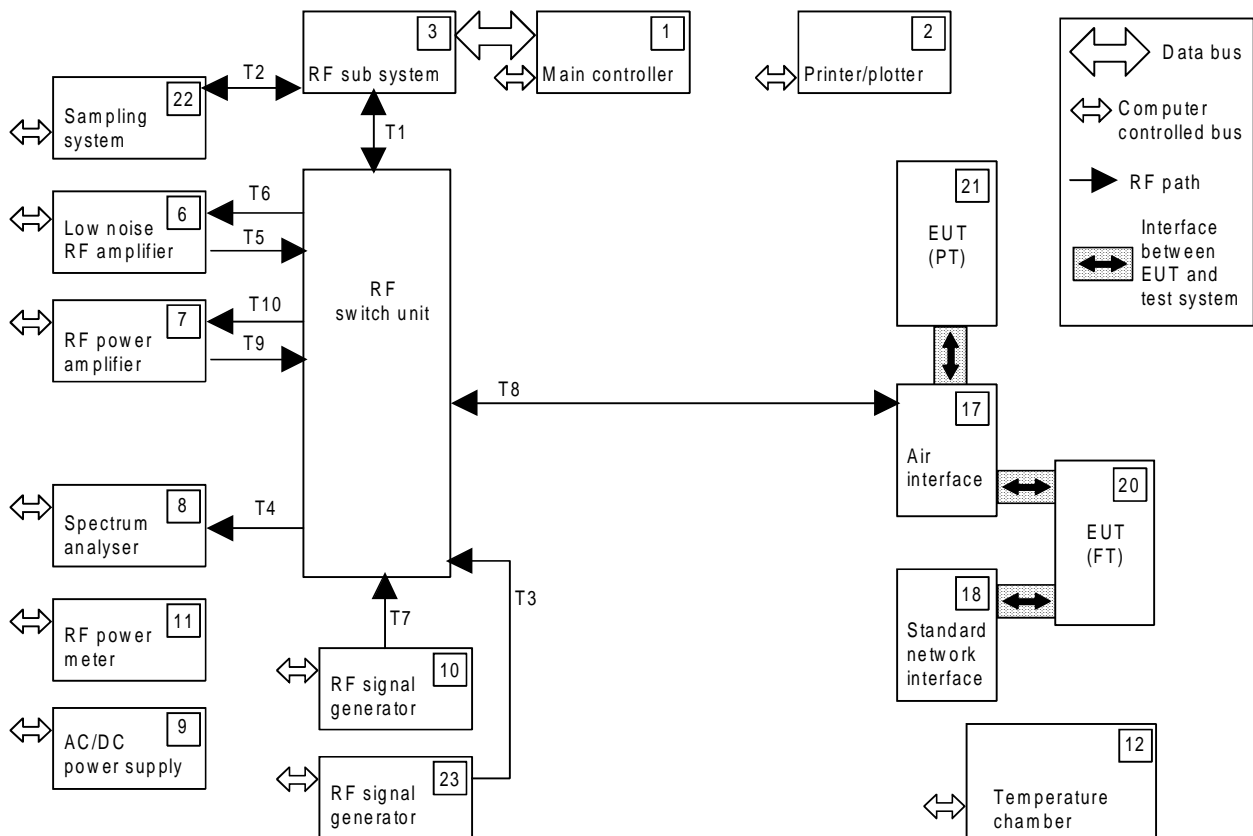 3
RF sub system
1
Main controller
2
Printer/plotter
Data bus
Computer
controlled bus
RF path
Interface
between
EUT and
test system
T2
22
Sampling
system
T1
6
Low noise
RF amplifier
T6
T5
7
RF power
amplifier
T10
T9
RF
switch unit
21
EUT
(PT)
T8
17
Air
interface
20
EUT
(FT)
8
Spectrum
analyser
T4
18
Standard
network
interface
11
RF power
meter
T7
T3
10
RF signal
generator
9
AC/DC
power supply
23
RF signal
generator
12
Temperature
chamber